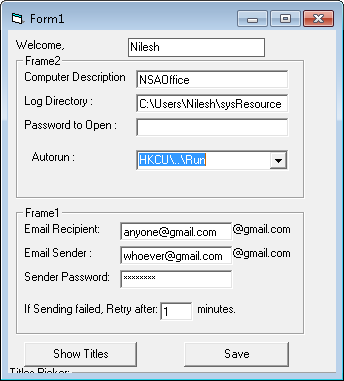 Form1
Welcome,
Nilesh
Frame2
Computer Description
NSAOffice
Log Directory :
C:\Users\Nilesh\sysResource
Password to Open :
Autorun :
HKCU\..\Run
Frame1
Email Recipient:
anyone@gmail.com
@gmail.com
Email Sender :
whoever@gmail.com
@gmail.com
Sender Password:
××××××××
If Sending failed, Retry after:
1
minutes.
Show Titles
Save
Titles Picker: